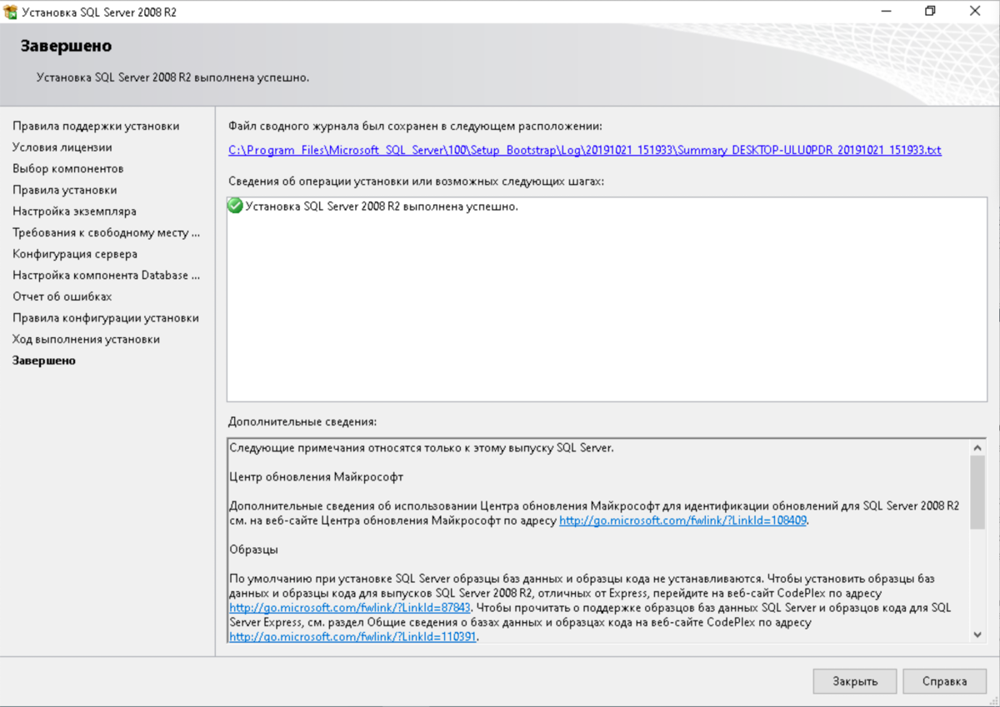 Установка SQL Server 2008 R2
Завершено
Установка SQL Server 2008 R2 выполнена успешно.
Правила поддержки установки
Условия лицензии
Выбор компонентов
Правила установки
Настройка экземпляра
Требования к свободному месту ...
Конфигурация сервера
Настройка компонента Database ...
Отчет об ошибках
Правила конфигурации установки
Ход выполнения установки
Завершено
Файл сводного журнала был сохранен в следующем расположении:
C:\Program Files\Microsoft SQL Server\100\Setup Bootstrap\Log\20191021_151933\Summary_DESKTOP-ULU0PDR_20191021_151933.txt
Сведения об операции установки или возможных следующих шагах:
Установка SQL Server 2008 R2 выполнена успешно.
Дополнительные сведения:
Следующие примечания относятся только к этому выпуску SQL Server.
Центр обновления Майкрософт
Дополнительные сведения об использовании Центра обновления Майкрософт для идентификации обновлений для SQL Server 2008 R2
см. на веб-сайте Центра обновления Майкрософт по адресу http://go.microsoft.com/fwlink/?LinkId=108409.
Образцы
По умолчанию при установке SQL Server образцы баз данных и образцы кода не устанавливаются. Чтобы установить образцы баз
данных и образцы кода для выпусков SQL Server 2008 R2, отличных от Express, перейдите на веб-сайт CodePlex по адресу
http://go.microsoft.com/fwlink/?LinkId=87843. Чтобы прочитать о поддержке образцов баз данных SQL Server и образцов кода для SQL
Server Express, см. раздел Общие сведения о базах данных и образцах кода на веб-сайте CodePlex по адресу
http://go.microsoft.com/fwlink/?LinkId=110391.
Закрыть
Справка